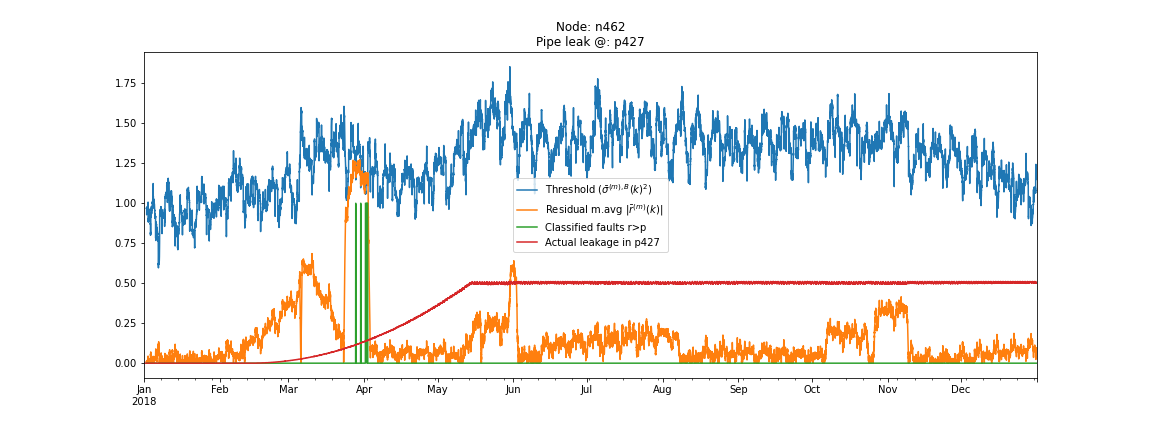 Node: n462
Pipe leak @: p427
1.75
1.50
1.25
1.00
0.75
0.50
0.25
0.00
Threshold (σ̄⁽ᵐ⁾,ᴮ(k)²)
Residual m.avg |r̄⁽ᵐ⁾(k)|
Classified faults r>p
Actual leakage in p427
Jan Feb Mar Apr May Jun Jul Aug Sep Oct Nov Dec
2018